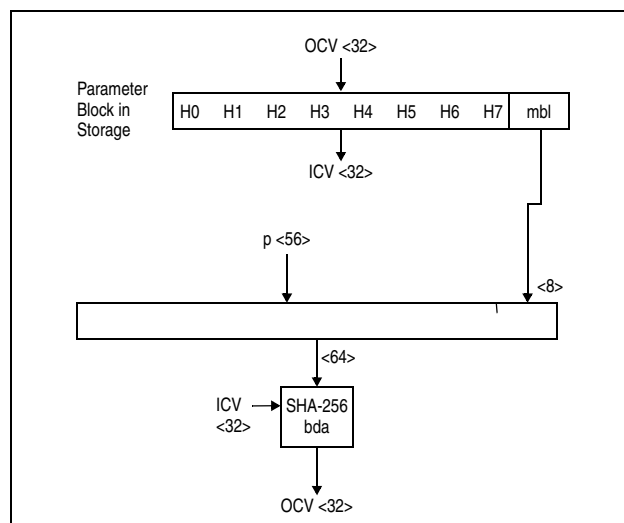 OCV <32>
Parameter
Block in
Storage
H0 H1 H2 H3 H4 H5 H6 H7 mbl
ICV <32>
p <56>
<8>
<64>
ICV
<32>
SHA-256
bda
OCV <32>